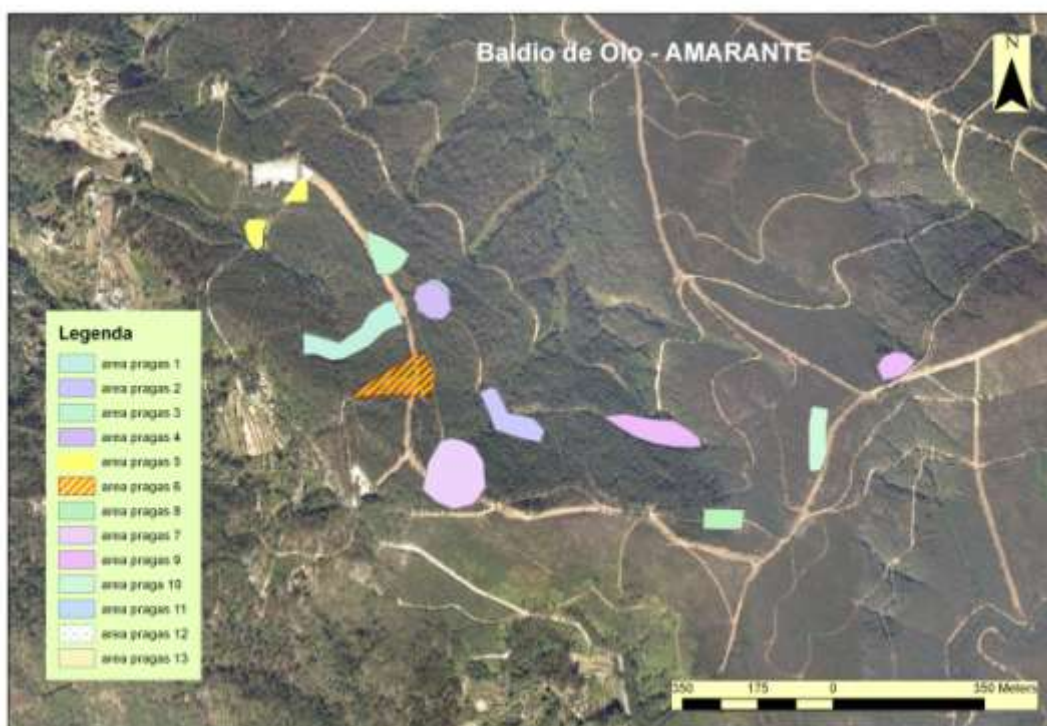 Baldio de Olo - AMARANTE
N
Legenda
area pragas 1
area pragas 2
area pragas 3
area pragas 4
area pragas 5
area pragas 6
area pragas 8
area pragas 7
area pragas 9
area praga 10
area pragas 11
area pragas 12
area pragas 13
350 175 0 350 Meters